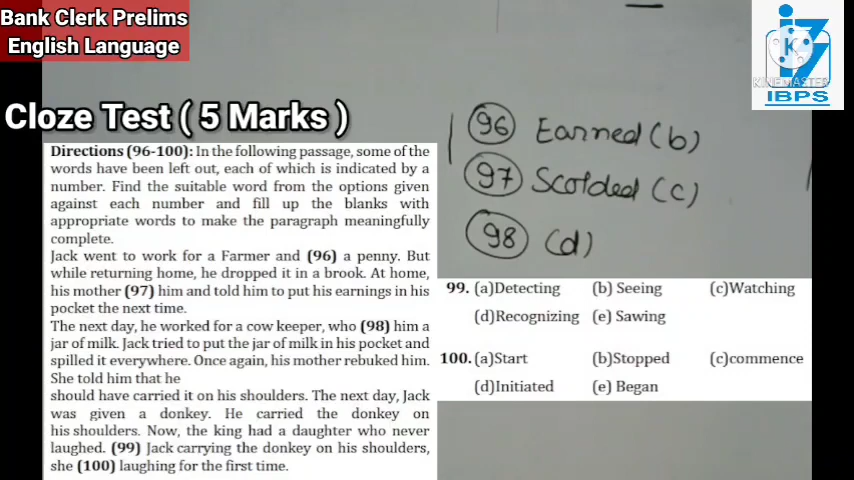 Bank Clerk Prelims
English Language
KINEMASTER
IBPS
Cloze Test ( 5 Marks )
Directions (96-100): In the following passage, some of the
words have been left out, each of which is indicated by a
number. Find the suitable word from the options given
against each number and fill up the blanks with
appropriate words to make the paragraph meaningfully
complete.
Jack went to work for a Farmer and (96) a penny. But
while returning home, he dropped it in a brook. At home,
his mother (97) him and told him to put his earnings in his
pocket the next time.
The next day, he worked for a cow keeper, who (98) him a
jar of milk. Jack tried to put the jar of milk in his pocket and
spilled it everywhere. Once again, his mother rebuked him.
She told him that he
should have carried it on his shoulders. The next day, Jack
was given a donkey. He carried the donkey on
his shoulders. Now, the king had a daughter who never
laughed. (99) Jack carrying the donkey on his shoulders,
she (100) laughing for the first time.
96 Earned (b)
97 Scolded (c)
98 (d)
99. (a)Detecting (b) Seeing (c)Watching
(d)Recognizing (e) Sawing
100. (a)Start (b)Stopped (c)commence
(d)Initiated (e) Began